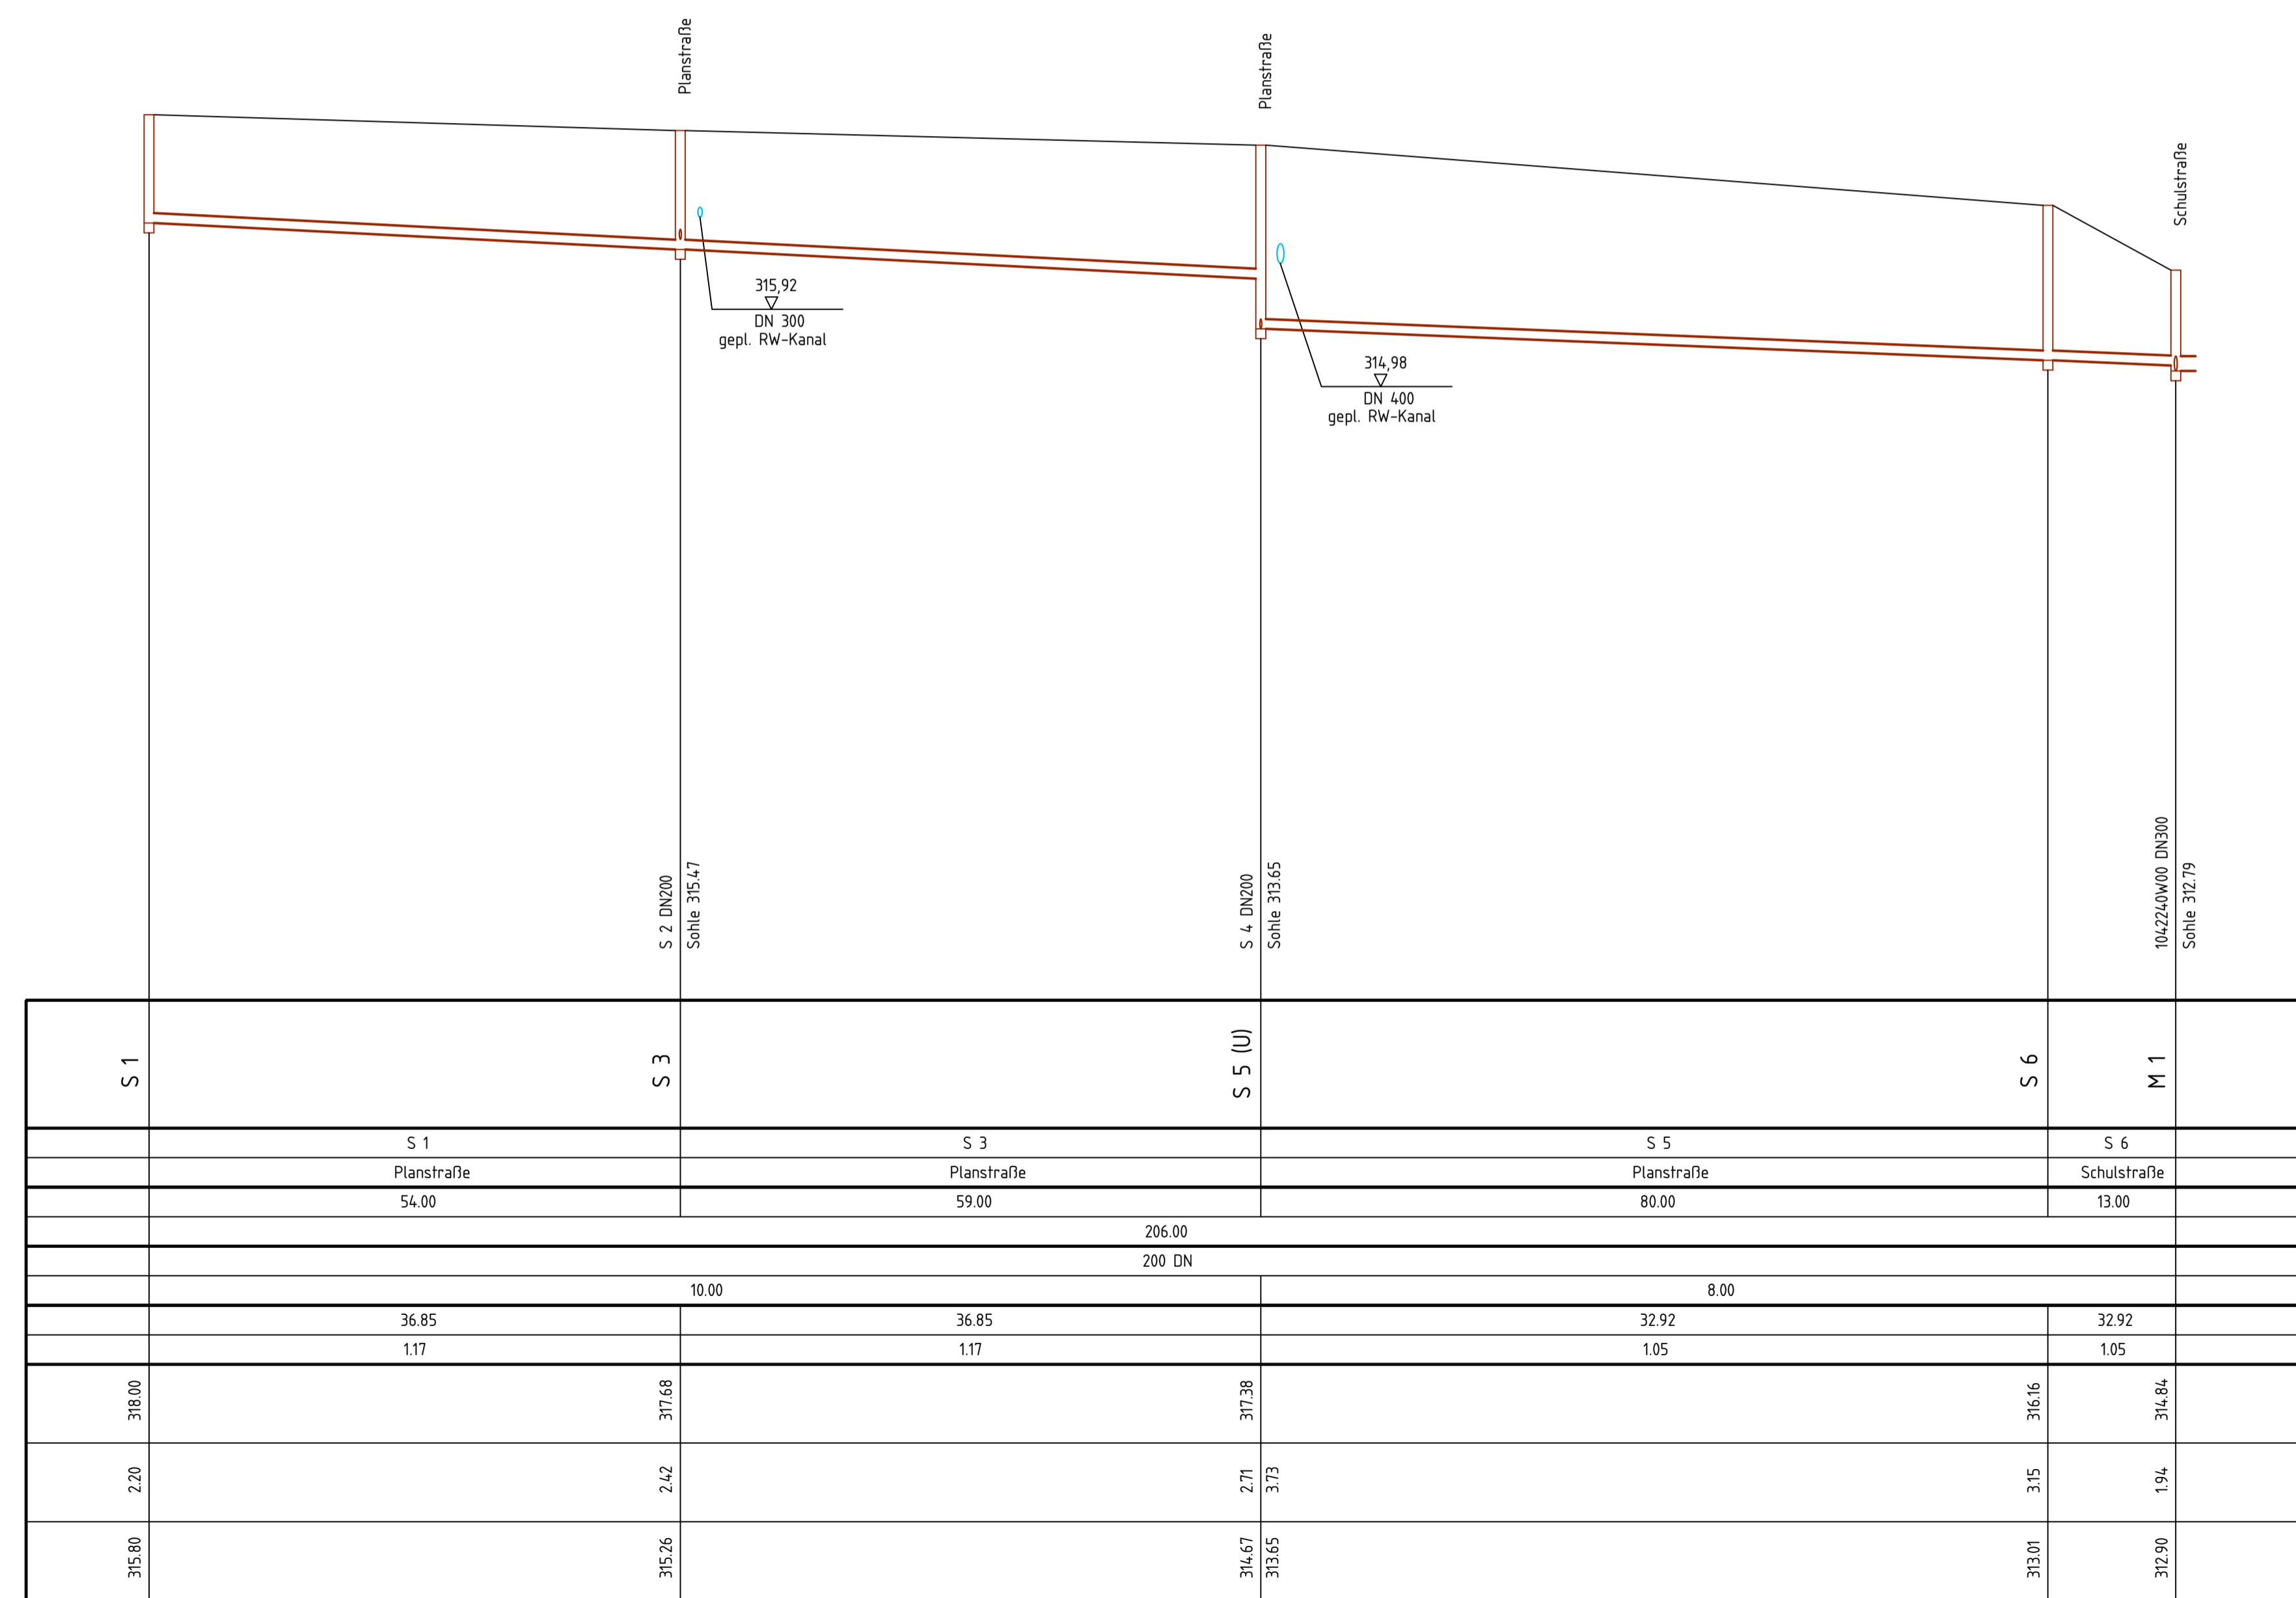 Planstraße
Planstraße
Schulstraße
315,92
DN 300
gepl. RW-Kanal
314,98
DN 400
gepl. RW-Kanal
S 2 DN200
Sohle 315.47
S 4 DN200
Sohle 313.65
1042240W00 DN300
Sohle 312.79
S 1
S 3
S 5 (U)
S 6
M 1
S 1
S 3
S 5
S 6
Planstraße
Planstraße
Planstraße
Schulstraße
54.00
59.00
80.00
13.00
206.00
200 DN
10.00
8.00
36.85
36.85
32.92
32.92
1.17
1.17
1.05
1.05
318.00
317.68
317.38
316.16
314.84
2.20
2.42
2.71
3.73
3.15
1.94
315.80
315.26
314.67
313.65
313.01
312.90